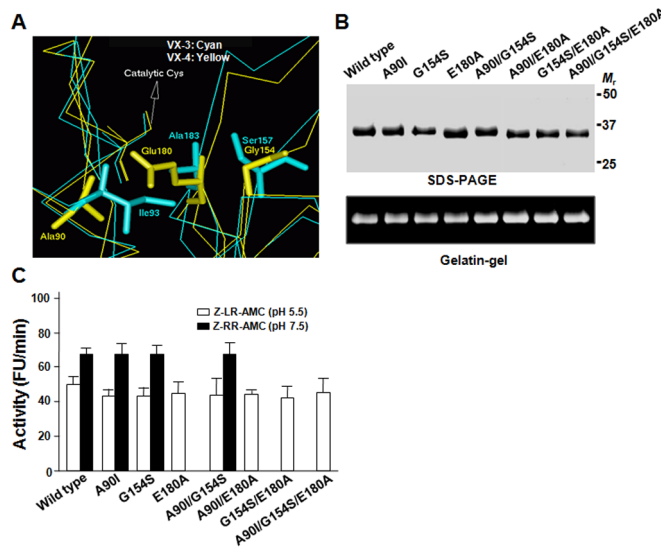 A
VX-3: Cyan
VX-4: Yellow
Catalytic Cys
Ala183
Ser157
Glu180
Gly154
Ile93
Ala90
B
Wild type
A90I
G154S
E180A
A90I/G154S
A90I/E180A
G154S/E180A
A90I/G154S/E180A
Mr
50
37
25
SDS-PAGE
Gelatin-gel
C
Activity (FU/min)
100
80
60
40
20
0
Z-LR-AMC (pH 5.5)
Z-RR-AMC (pH 7.5)
Wild type
A90I
G154S
E180A
A90I/G154S
A90I/E180A
G154S/E180A
A90I/G154S/E180A